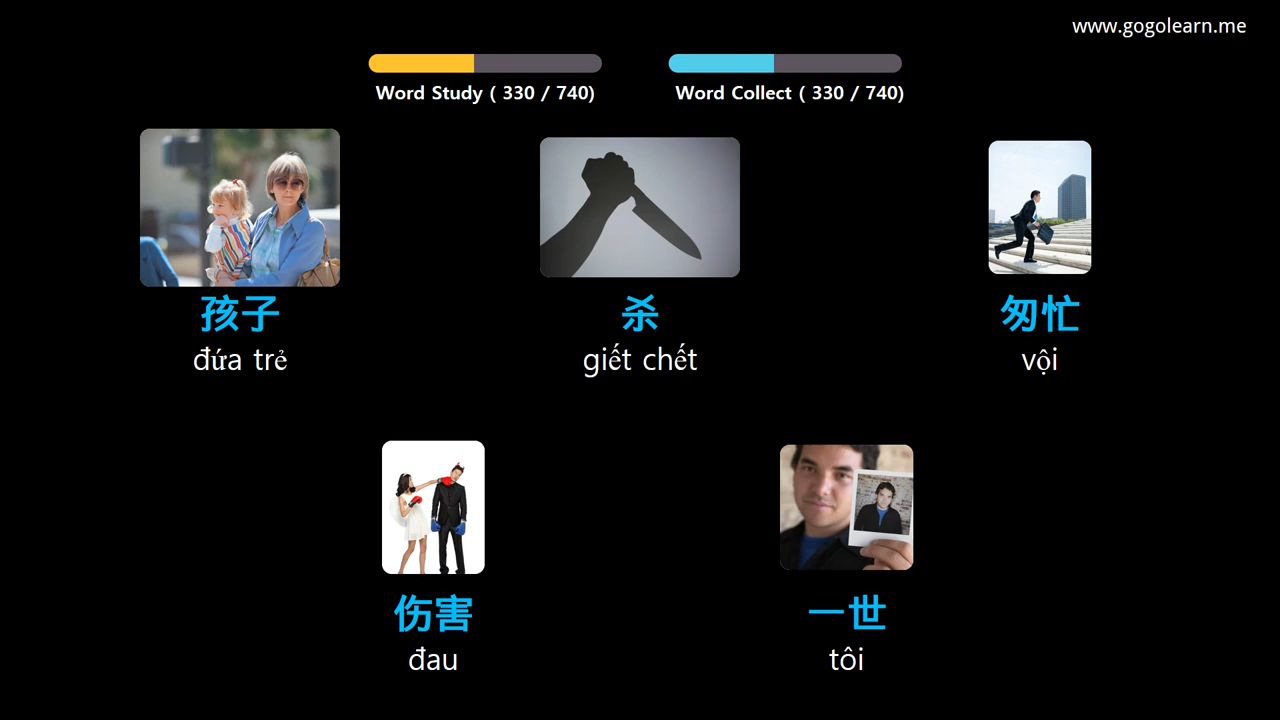 www.gogolearn.me
Word Study ( 330 / 740)
Word Collect ( 330 / 740)
孩子
đứa trẻ
杀
giết chết
匆忙
vội
伤害
đau
一世
tôi